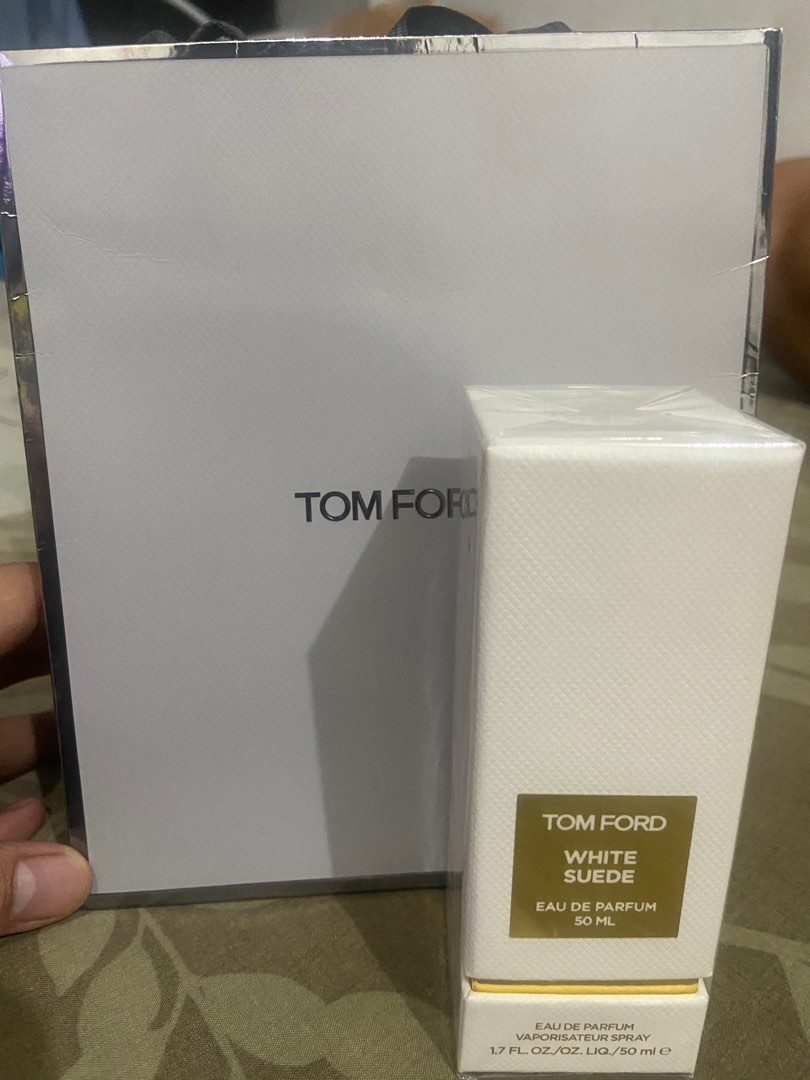 TOM FORD
TOM FORD
WHITE
SUEDE
EAU DE PARFUM
50 ML
EAU DE PARFUM
VAPORISATEUR SPRAY
1.7 FL. OZ./OZ. LIQ./50 ml ℮